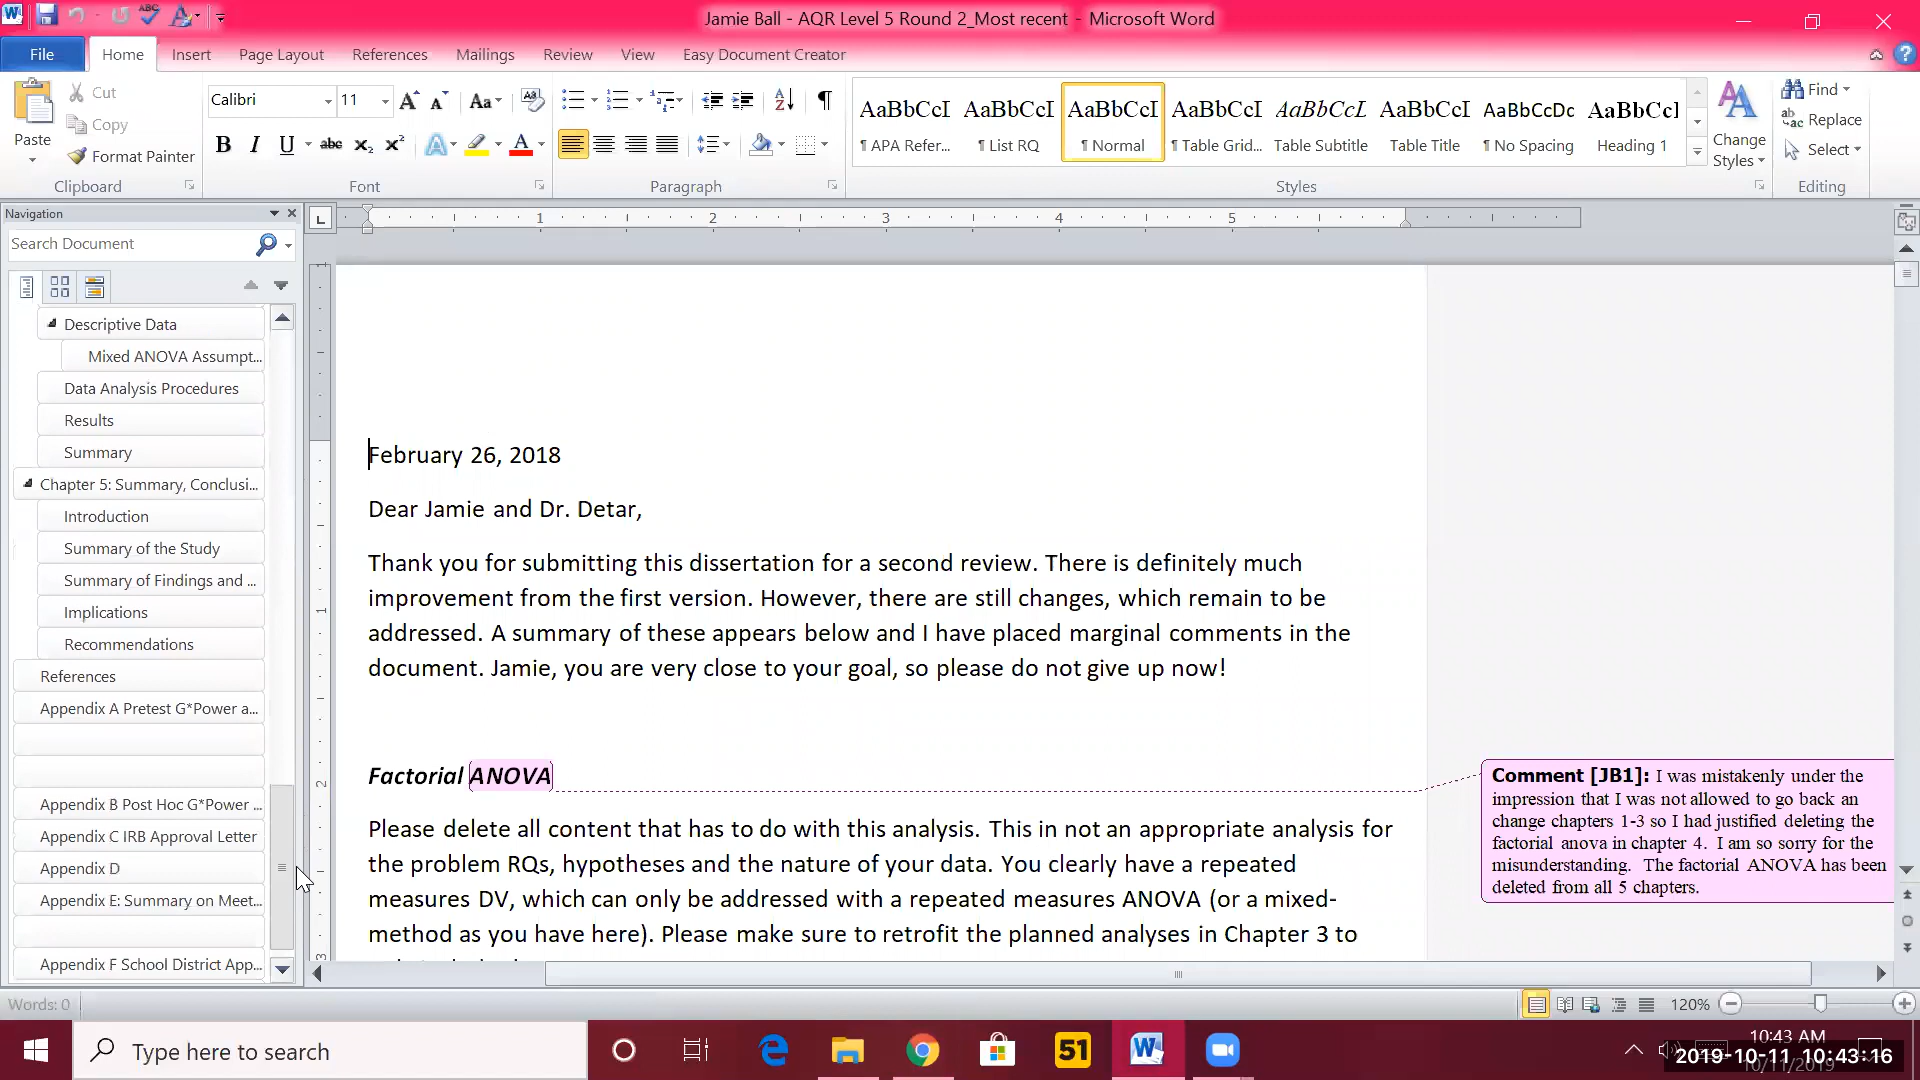 Jamie Ball - AQR Level 5 Round 2_Most recent - Microsoft Word
File Home Insert Page Layout References Mailings Review View Easy Document Creator
Paste
Cut
Copy
Format Painter
Clipboard
Calibri 11
Font
Paragraph
AaBbCcI AaBbCcI AaBbCcI AaBbCcI AaBbCcL AaBbCcI AaBbCcDc AaBbCcI
¶ APA Refer... ¶ List RQ ¶ Normal ¶ Table Grid... Table Subtitle Table Title ¶ No Spacing Heading 1
Change Styles
Styles
Find
Replace
Select
Editing
Navigation
Search Document
Descriptive Data
Mixed ANOVA Assumpt...
Data Analysis Procedures
Results
Summary
Chapter 5: Summary, Conclusi...
Introduction
Summary of the Study
Summary of Findings and ...
Implications
Recommendations
References
Appendix A Pretest G*Power a...
Appendix B Post Hoc G*Power ...
Appendix C IRB Approval Letter
Appendix D
Appendix E: Summary on Meet...
Appendix F School District App...
1 2 3 4 5
February 26, 2018
Dear Jamie and Dr. Detar,
Thank you for submitting this dissertation for a second review. There is definitely much
improvement from the first version. However, there are still changes, which remain to be
addressed. A summary of these appears below and I have placed marginal comments in the
document. Jamie, you are very close to your goal, so please do not give up now!
Factorial ANOVA
Please delete all content that has to do with this analysis. This in not an appropriate analysis for
the problem RQs, hypotheses and the nature of your data. You clearly have a repeated
measures DV, which can only be addressed with a repeated measures ANOVA (or a mixed-
method as you have here). Please make sure to retrofit the planned analyses in Chapter 3 to
Comment [JB1]: I was mistakenly under the
impression that I was not allowed to go back an
change chapters 1-3 so I had justified deleting the
factorial anova in chapter 4. I am so sorry for the
misunderstanding. The factorial ANOVA has been
deleted from all 5 chapters.
Words: 0
120%
Type here to search
51
10:43 AM
10/11/2019
2019-10-11 10:43:16